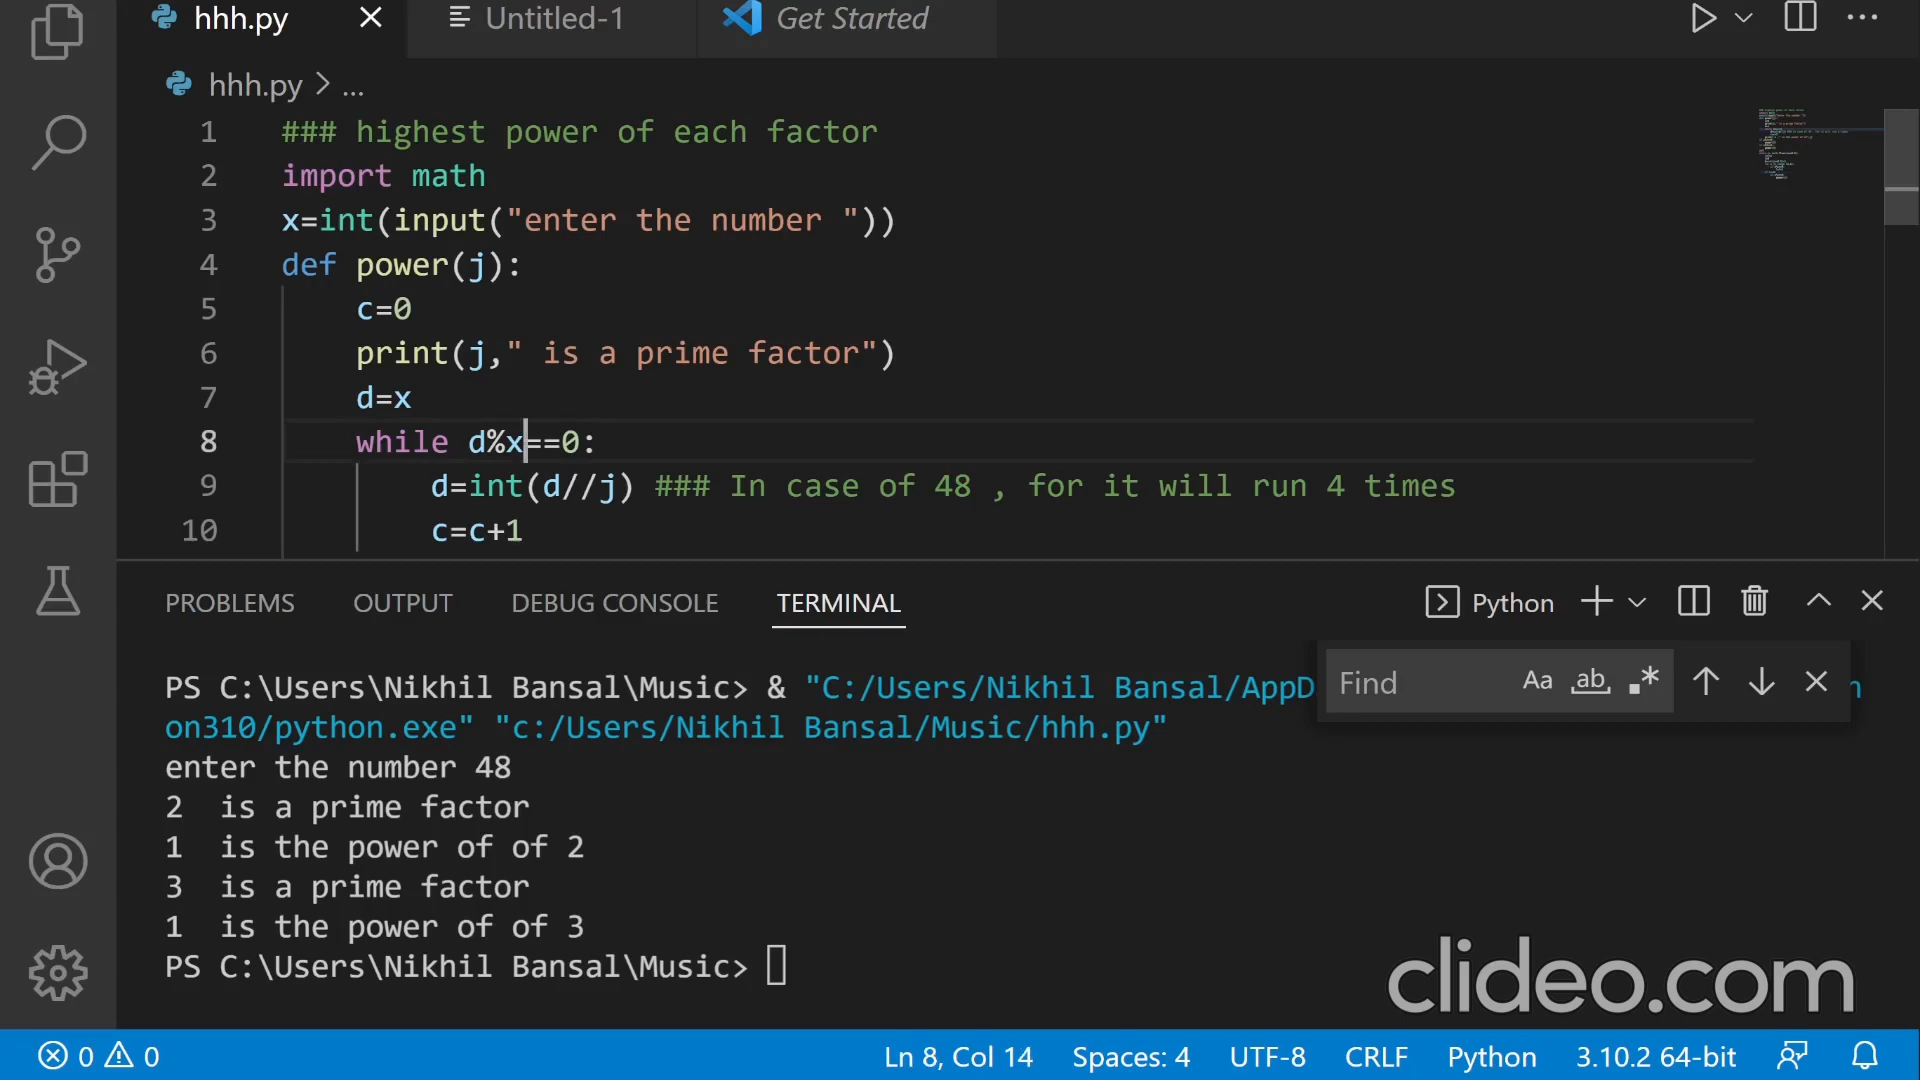 hhh.py
Untitled-1
Get Started
hhh.py > ...
1 ### highest power of each factor
2 import math
3 x=int(input("enter the number "))
4 def power(j):
5 c=0
6 print(j," is a prime factor")
7 d=x
8 while d%x==0:
9 d=int(d//j) ### In case of 48 , for it will run 4 times
10 c=c+1
PROBLEMS OUTPUT DEBUG CONSOLE TERMINAL
Python
Find Aa ab .*
PS C:\Users\Nikhil Bansal\Music> & "C:/Users/Nikhil Bansal/AppD n
on310/python.exe" "c:/Users/Nikhil Bansal/Music/hhh.py"
enter the number 48
2  is a prime factor
1  is the power of of 2
3  is a prime factor
1  is the power of of 3
PS C:\Users\Nikhil Bansal\Music>
clideo.com
0 0 Ln 8, Col 14 Spaces: 4 UTF-8 CRLF Python 3.10.2 64-bit